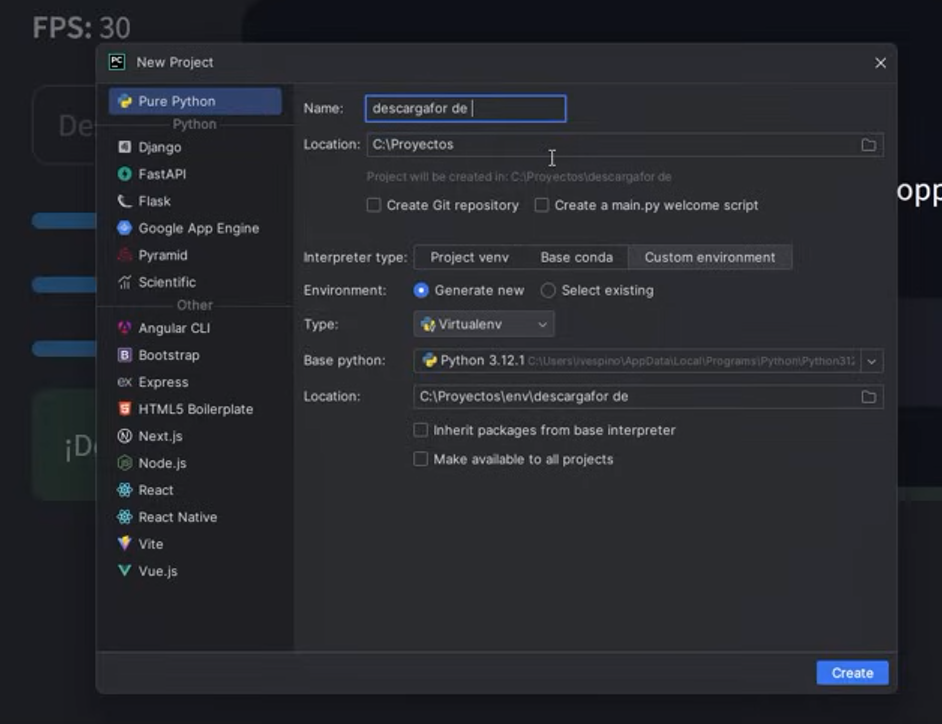 FPS: 30
PC New Project
Pure Python
Python
Django
FastAPI
Flask
Google App Engine
Pyramid
Scientific
Other
Angular CLI
Bootstrap
ex Express
HTML5 Boilerplate
Next.js
Node.js
React
React Native
Vite
Vue.js
Name: descargafor de
Location: C:\Proyectos
Project will be created in: C:\Proyectos\descargafor de
Create Git repository Create a main.py welcome script
Interpreter type: Project venv Base conda Custom environment
Environment: Generate new Select existing
Type: Virtualenv
Base python: Python 3.12.1 C:\Users\ivespino\AppData\Local\Programs\Python\Python312
Location: C:\Proyectos\env\descargafor de
Inherit packages from base interpreter
Make available to all projects
Create
De
¡De
opp